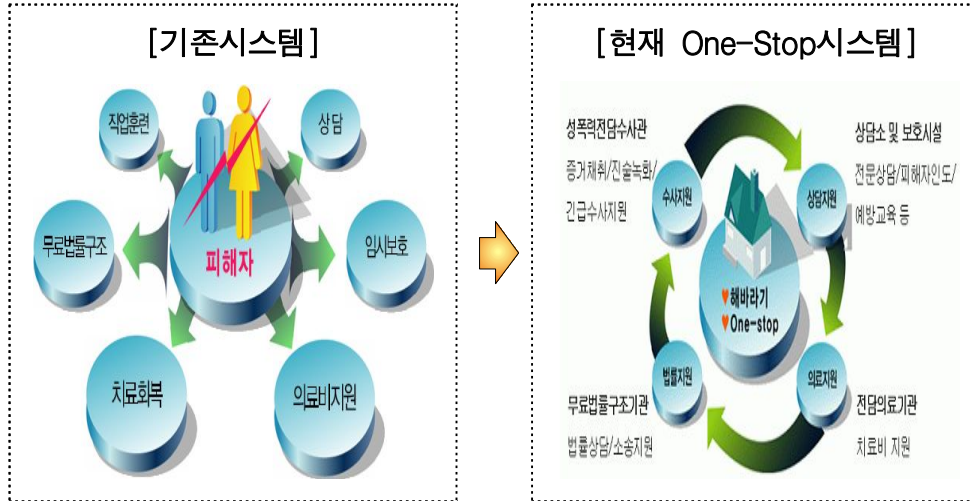 [기존시스템]
직업훈련
상담
무료법률구조
임시보호
피해자
치료회복
의료비지원
[현재 One-Stop시스템]
성폭력전담수사관
증거채취/진술녹화/
긴급수사지원
수사지원
상담소 및 보호시설
전문상담/피해자인도/
예방교육 등
상담지원
♥해바라기
♥One-stop
법률지원
무료법률구조기관
법률상담/소송지원
의료지원
전담의료기관
치료비 지원